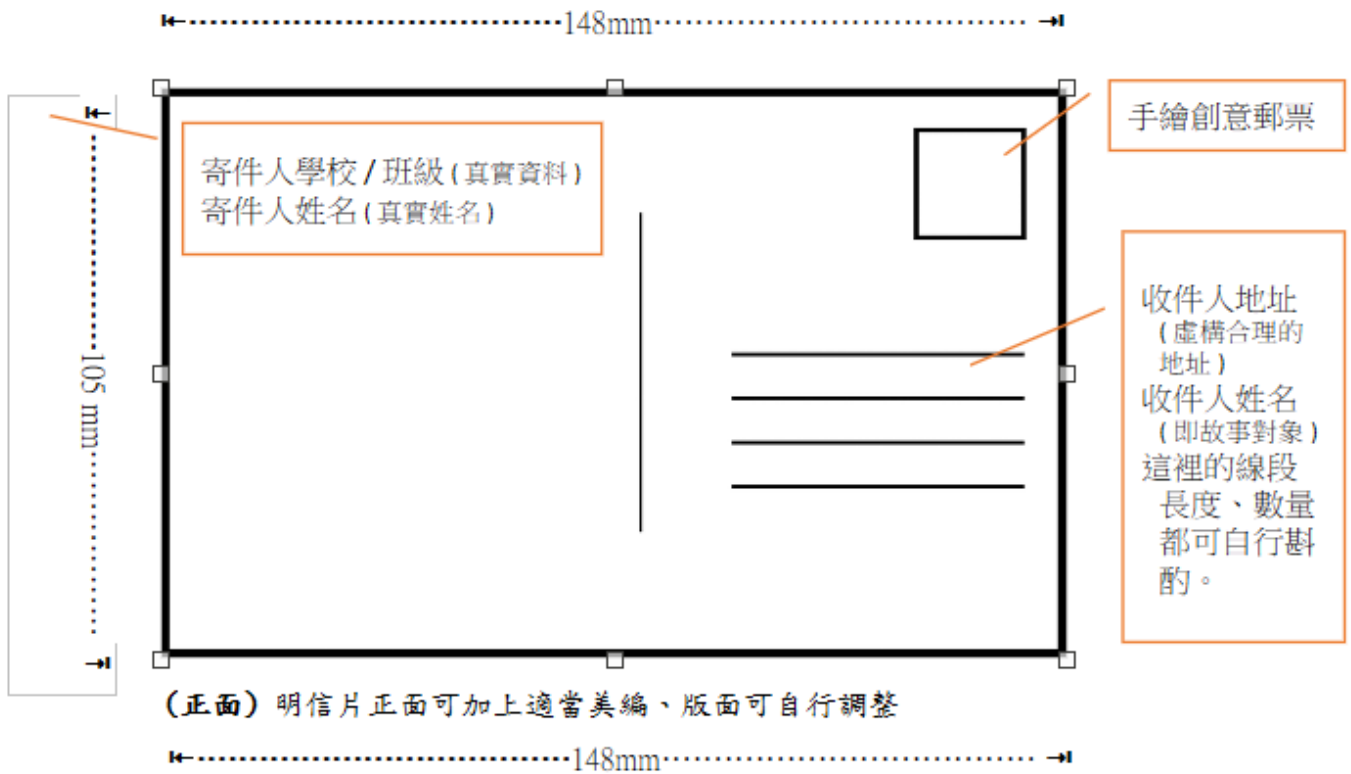 148mm
手繪創意郵票
寄件人學校/班級(真實資料)
寄件人姓名(真實姓名)
105 mm
收件人地址
(虛構合理的
地址)
收件人姓名
(即故事對象)
這裡的線段
長度、數量
都可自行斟
酌。
(正面)明信片正面可加上適當美編、版面可自行調整
148mm